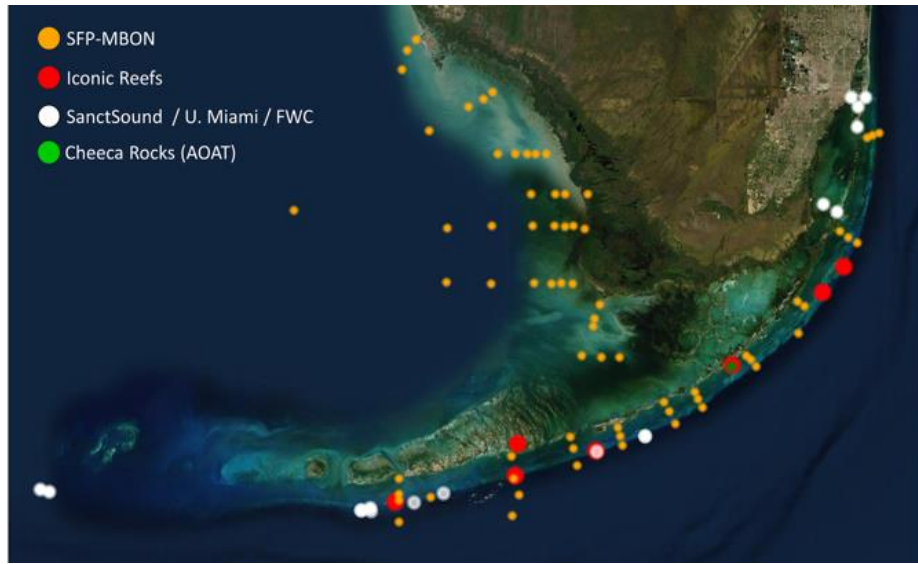 SFP-MBON
Iconic Reefs
SanctSound / U. Miami / FWC
Cheeca Rocks (AOAT)